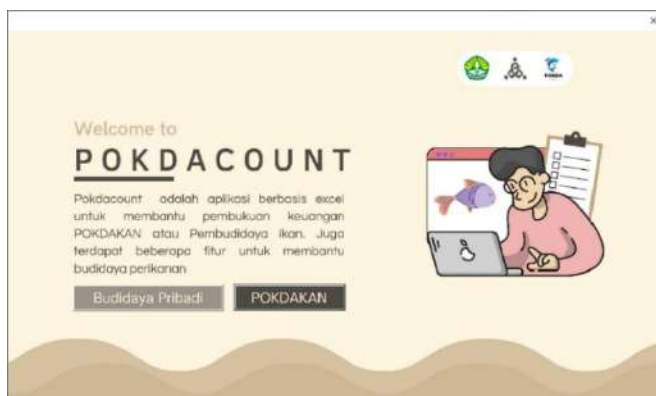 Welcome to
POKDACOUNT
Pokdacount adalah aplikasi berbasis excel
untuk membantu pembukuan keuangan
POKDAKAN atau Pembudidaya Ikan. Juga
terdapat beberapa fitur untuk membantu
budidaya perikanan
Budidaya Pribadi
POKDAKAN